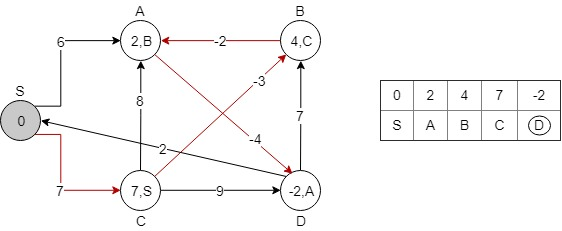 A B
6 2,B -2 4,C
S -3
0 8 7
2 -4
7 7,S 9 -2,A
C D
0 2 4 7 -2
S A B C D